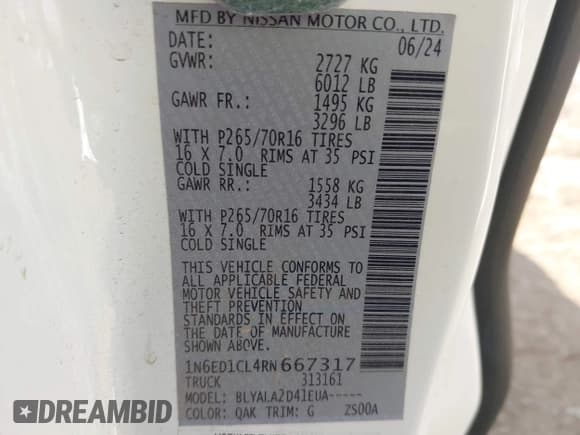 MFD BY NISSAN MOTOR CO., LTD.
DATE: 06/24
GVWR: 2727 KG
6012 LB
GAWR FR.: 1495 KG
3296 LB
WITH P265/70R16 TIRES
16 X 7.0 RIMS AT 35 PSI
COLD SINGLE
GAWR RR.: 1558 KG
3434 LB
WITH P265/70R16 TIRES
16 X 7.0 RIMS AT 35 PSI
COLD SINGLE
THIS VEHICLE CONFORMS TO
ALL APPLICABLE FEDERAL
MOTOR VEHICLE SAFETY AND
THEFT PREVENTION
STANDARDS IN EFFECT ON
THE DATE OF MANUFACTURE
SHOWN ABOVE.
1N6ED1CL4RN667317
TRUCK 313161
MODEL: BLYALA2D41EUA-----
COLOR: QAK TRIM: G ZS00A